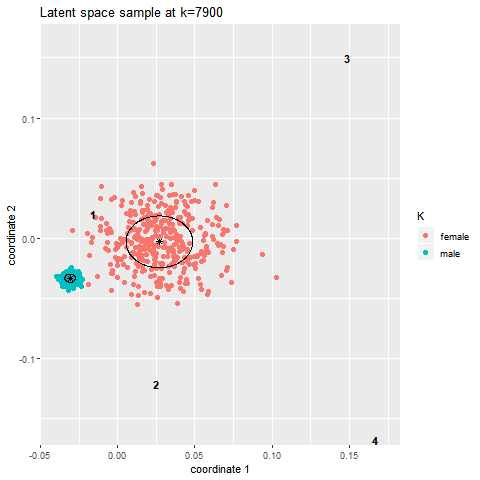 Latent space sample at k=7900
3
0.1
1
K
female
male
0.0
coordinate 2
-0.1
2
4
-0.05
0.00
0.05
0.10
0.15
coordinate 1